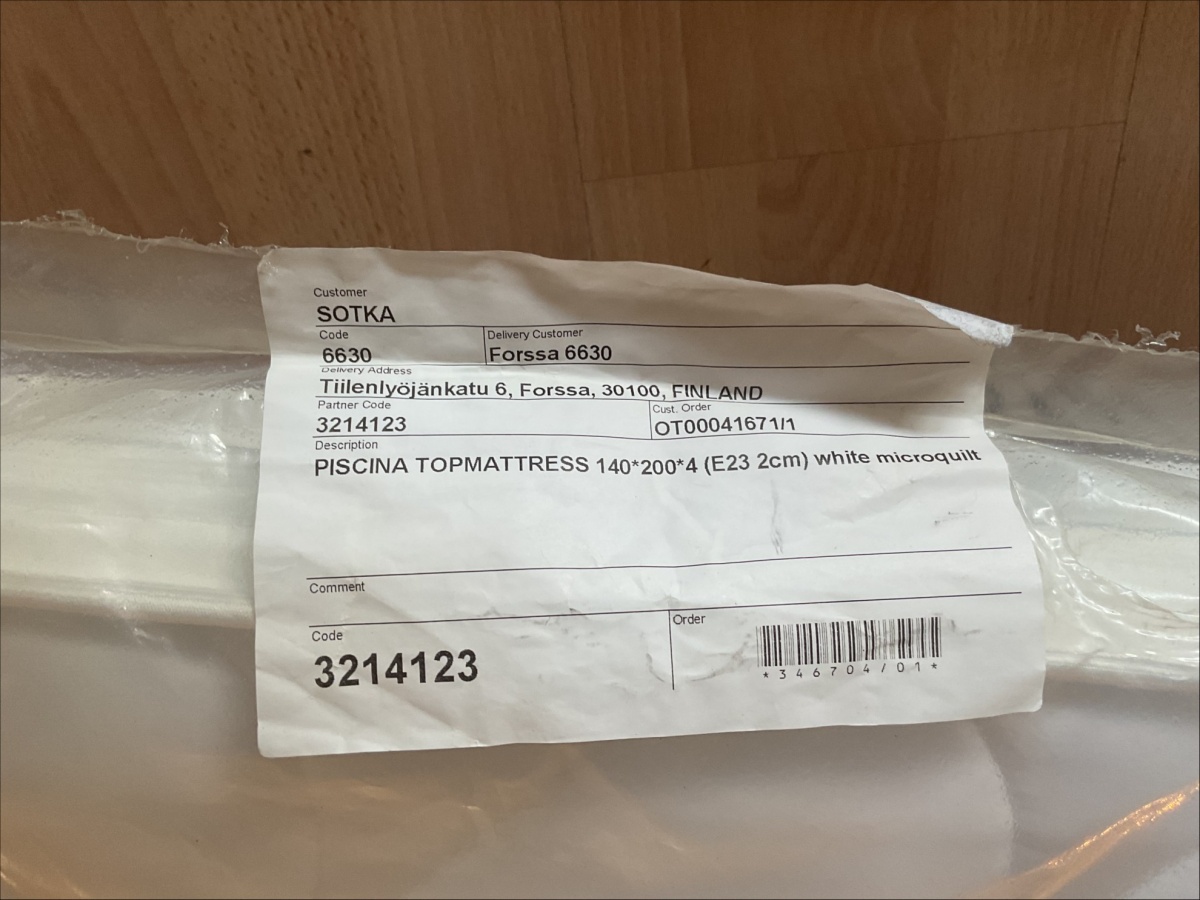 Customer
SOTKA
Code
6630
Delivery Customer
Forssa 6630
Delivery Address
Tiilenlyöjänkatu 6, Forssa, 30100, FINLAND
Partner Code
3214123
Cust. Order
OT00041671/1
Description
PISCINA TOPMATTRESS 140*200*4 (E23 2cm) white microquilt
Comment
Code
3214123
Order
*346704/01*